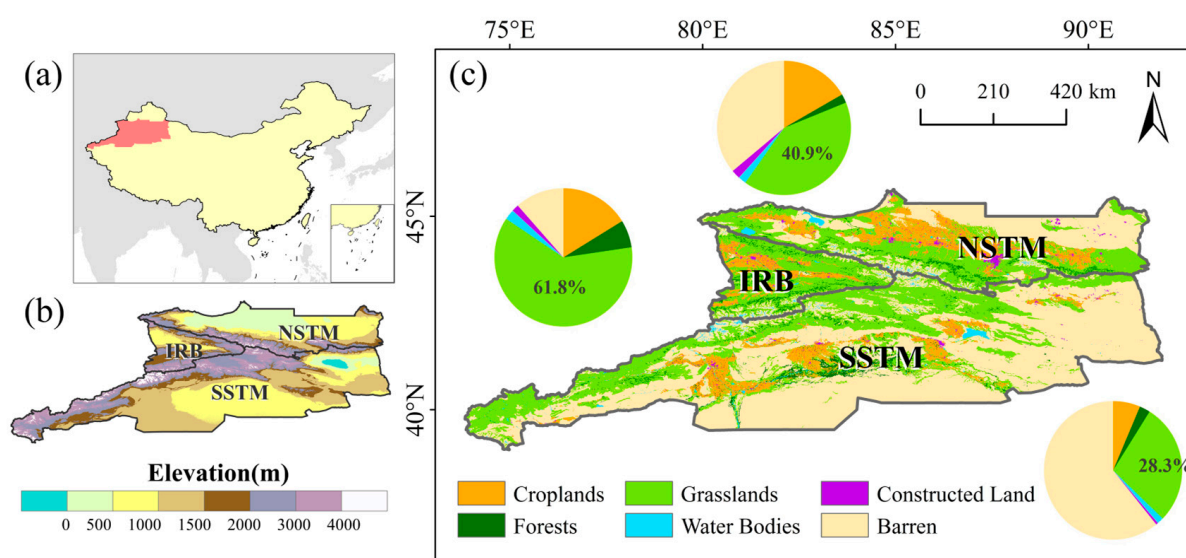 75°E 80°E 85°E 90°E
(a)
(c)
N
0 210 420 km
40.9%
45°N
61.8%
NSTM
IRB
SSTM
(b)
NSTM
IRB
SSTM
40°N
28.3%
Elevation(m)
0 500 1000 1500 2000 3000 4000
Croplands Grasslands Constructed Land
Forests Water Bodies Barren